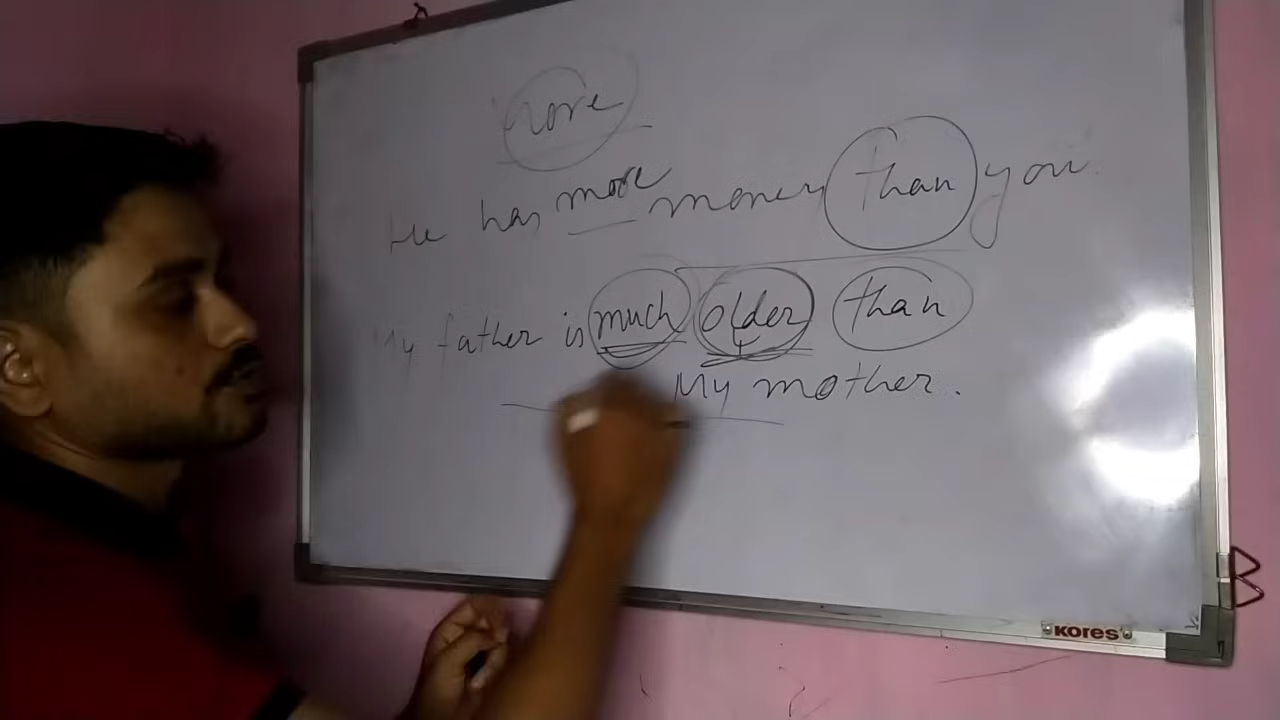 more
He has more money than you.
My father is much older than
My mother.
KORES